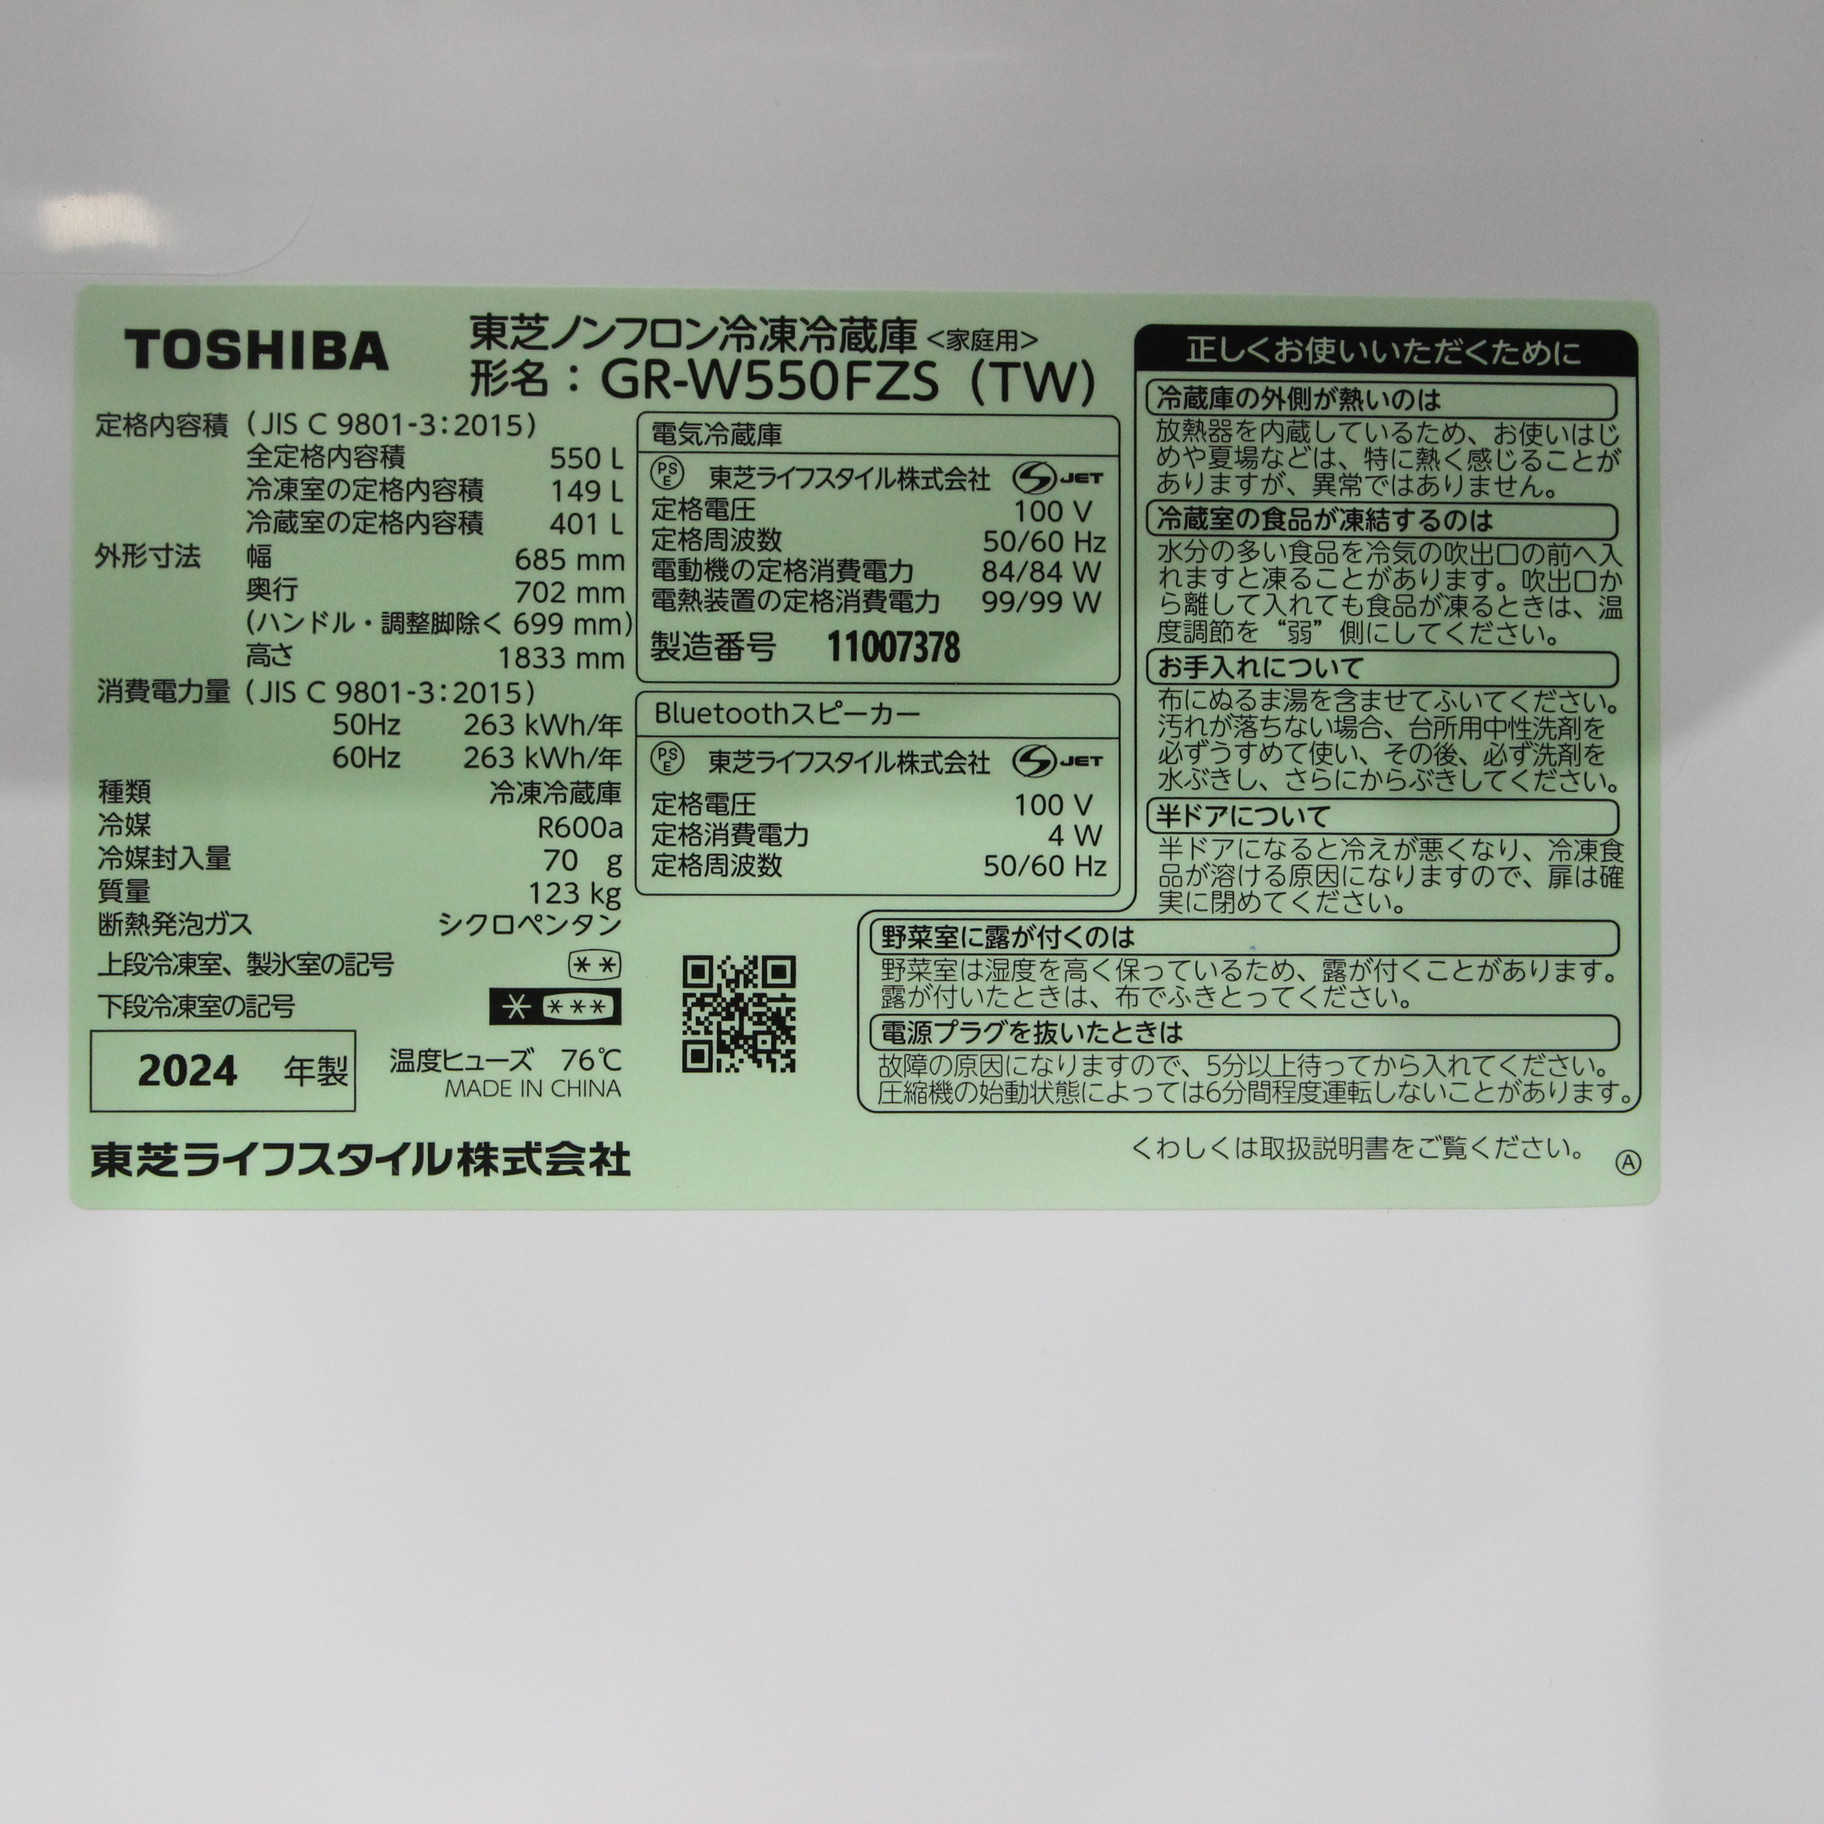 TOSHIBA
東芝ノンフロン冷凍冷蔵庫<家庭用>
形名：GR-W550FZS (TW)
定格内容積 (JIS C 9801-3:2015)
全定格内容積 550 L
冷凍室の定格内容積 149 L
冷蔵室の定格内容積 401 L
外形寸法 幅 685 mm
奥行 702 mm
(ハンドル・調整脚除く 699 mm)
高さ 1833 mm
消費電力量 (JIS C 9801-3:2015)
50Hz 263 kWh/年
60Hz 263 kWh/年
種類 冷凍冷蔵庫
冷媒 R600a
冷媒封入量 70 g
質量 123 kg
断熱発泡ガス シクロペンタン
上段冷凍室、製氷室の記号 **
下段冷凍室の記号 * ***
2024 年製
温度ヒューズ 76℃
MADE IN CHINA
東芝ライフスタイル株式会社
電気冷蔵庫
PSE 東芝ライフスタイル株式会社 S JET
定格電圧 100 V
定格周波数 50/60 Hz
電動機の定格消費電力 84/84 W
電熱装置の定格消費電力 99/99 W
製造番号 11007378
Bluetoothスピーカー
PSE 東芝ライフスタイル株式会社 S JET
定格電圧 100 V
定格消費電力 4 W
定格周波数 50/60 Hz
正しくお使いいただくために
冷蔵庫の外側が熱いのは
放熱器を内蔵しているため、お使いはじ
めや夏場などは、特に熱く感じることが
ありますが、異常ではありません。
冷蔵室の食品が凍結するのは
水分の多い食品を冷気の吹出口の前へ入
れますと凍ることがあります。吹出口か
ら離して入れても食品が凍るときは、温
度調節を“弱”側にしてください。
お手入れについて
布にぬるま湯を含ませてふいてください。
汚れが落ちない場合、台所用中性洗剤を
必ずうすめて使い、その後、必ず洗剤を
水ぶきし、さらにからぶきしてください。
半ドアについて
半ドアになると冷えが悪くなり、冷凍食
品が溶ける原因になりますので、扉は確
実に閉めてください。
野菜室に露が付くのは
野菜室は湿度を高く保っているため、露が付くことがあります。
露が付いたときは、布でふきとってください。
電源プラグを抜いたときは
故障の原因になりますので、5分以上待ってから入れてください。
圧縮機の始動状態によっては6分間程度運転しないことがあります。
くわしくは取扱説明書をご覧ください。
Ⓐ